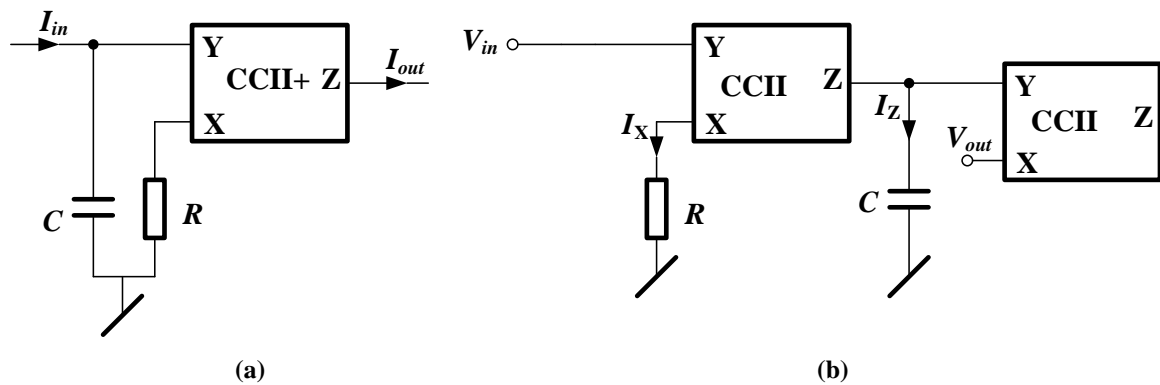 I_in
Y
CCII+ Z
I_out
X
C
R
(a)
V_in
Y
Z
CCII
X
I_X
R
I_Z
C
Y
Z
CCII
V_out
X
(b)